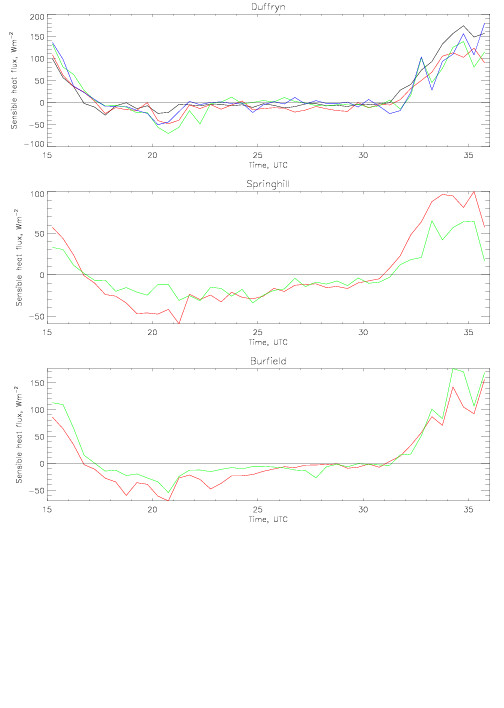 Duffryn
Sensible heat flux, Wm⁻²
200
150
100
50
0
−50
−100
15 20 25 30 35
Time, UTC
Springhill
Sensible heat flux, Wm⁻²
100
50
0
−50
15 20 25 30 35
Time, UTC
Burfield
Sensible heat flux, Wm⁻²
150
100
50
0
−50
15 20 25 30 35
Time, UTC